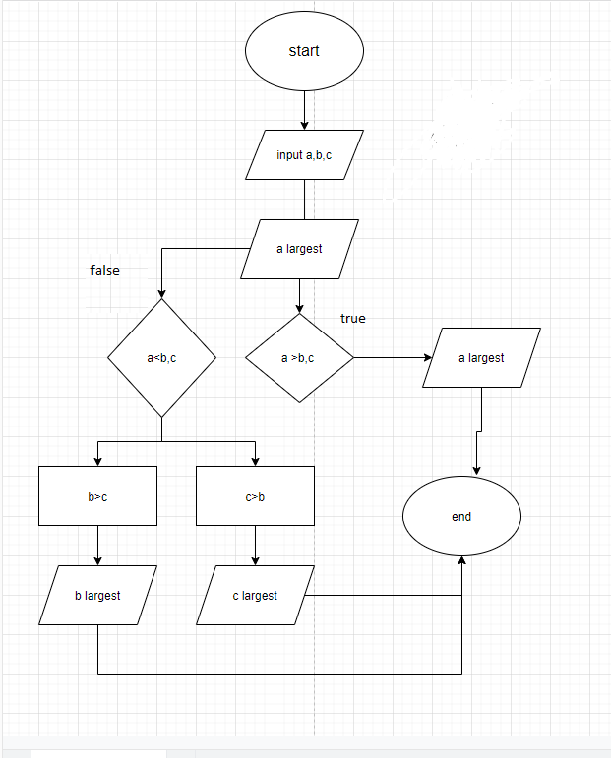 start
input a,b,c
a largest
false
true
a<b,c
a >b,c
a largest
b>c
c>b
end
b largest
c largest